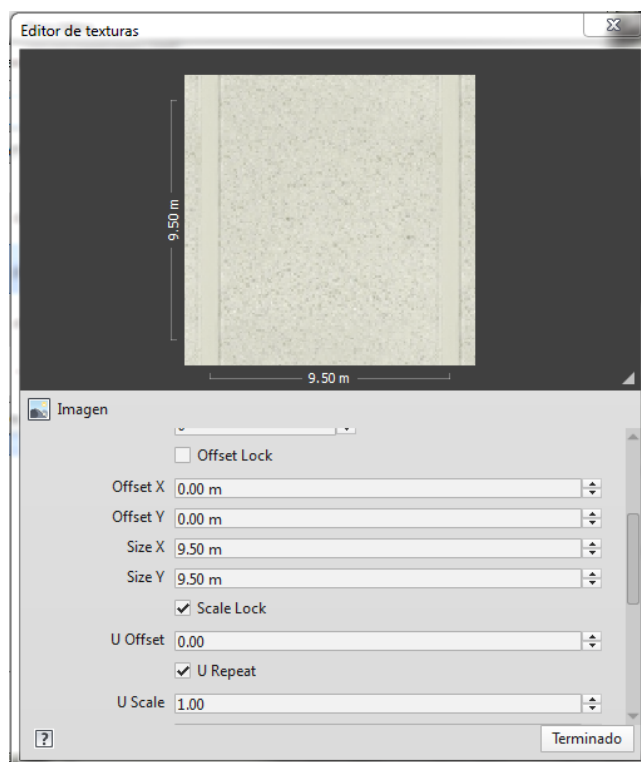 Editor de texturas
9.50 m
9.50 m
Imagen
Offset Lock
Offset X 0.00 m
Offset Y 0.00 m
Size X 9.50 m
Size Y 9.50 m
Scale Lock
U Offset 0.00
U Repeat
U Scale 1.00
?
Terminado